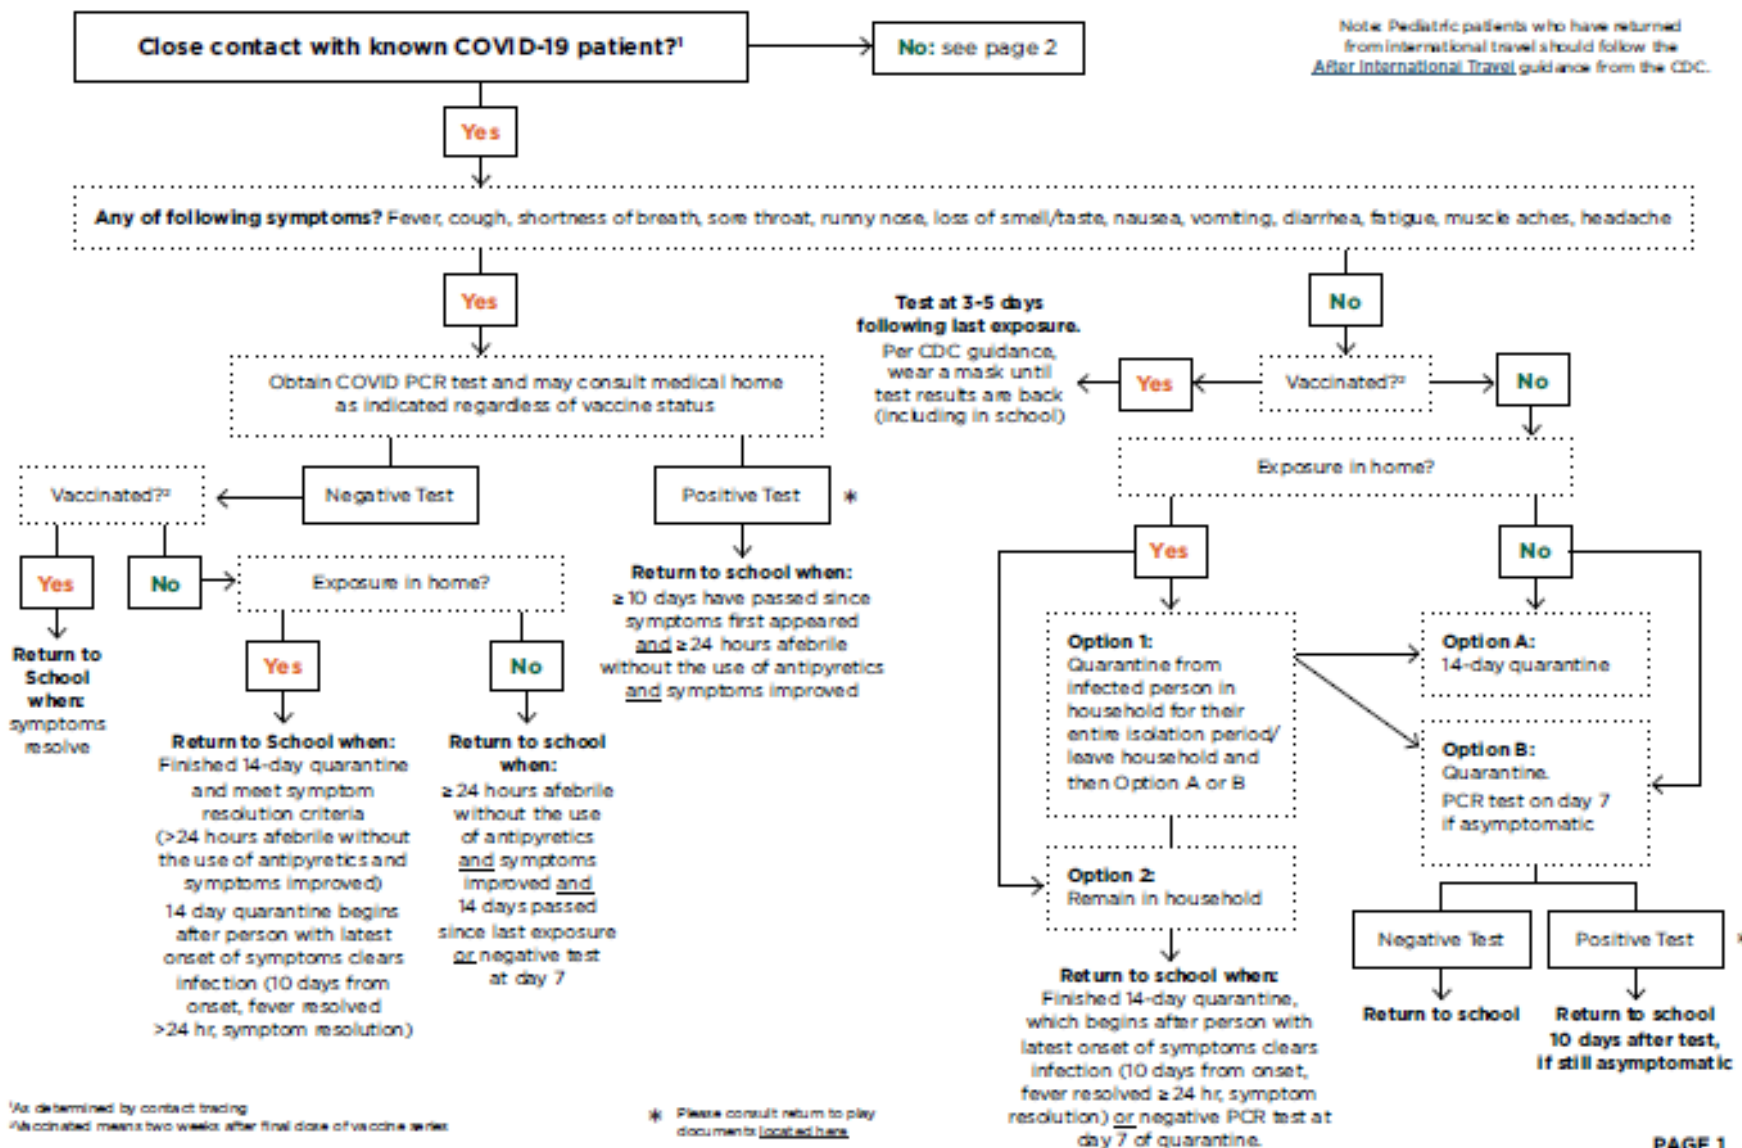 Close contact with known COVID-19 patient?¹
No: see page 2
Note: Pediatric patients who have returned
from international travel should follow the
After International Travel guidance from the CDC.
Yes
Any of following symptoms? Fever, cough, shortness of breath, sore throat, runny nose, loss of smell/taste, nausea, vomiting, diarrhea, fatigue, muscle aches, headache
Yes
Obtain COVID PCR test and may consult medical home
as indicated regardless of vaccine status
Negative Test
Vaccinated?²
Yes
Return to
School
when:
symptoms
resolve
No
Exposure in home?
Yes
Return to School when:
Finished 14-day quarantine
and meet symptom
resolution criteria
(>24 hours afebrile without
the use of antipyretics and
symptoms improved)
14 day quarantine begins
after person with latest
onset of symptoms clears
infection (10 days from
onset, fever resolved
>24 hr, symptom resolution)
No
Return to school
when:
≥ 24 hours afebrile
without the use
of antipyretics
and symptoms
improved and
14 days passed
since last exposure
or negative test
at day 7
Positive Test
*
Return to school when:
≥ 10 days have passed since
symptoms first appeared
and ≥ 24 hours afebrile
without the use of antipyretics
and symptoms improved
No
Vaccinated?²
Yes
Test at 3-5 days
following last exposure.
Per CDC guidance,
wear a mask until
test results are back
(including in school)
No
Exposure in home?
Yes
Option 1:
Quarantine from
infected person in
household for their
entire isolation period/
leave household and
then Option A or B
Option 2:
Remain in household
Return to school when:
Finished 14-day quarantine,
which begins after person with
latest onset of symptoms clears
infection (10 days from onset,
fever resolved ≥ 24 hr, symptom
resolution) or negative PCR test at
day 7 of quarantine.
No
Option A:
14-day quarantine
Option B:
Quarantine.
PCR test on day 7
if asymptomatic
Negative Test
Return to school
Positive Test
*
Return to school
10 days after test,
if still asymptomatic
¹As determined by contact tracing
²Vaccinated means two weeks after final dose of vaccine series
* Please consult return to play
documents located here
PAGE 1